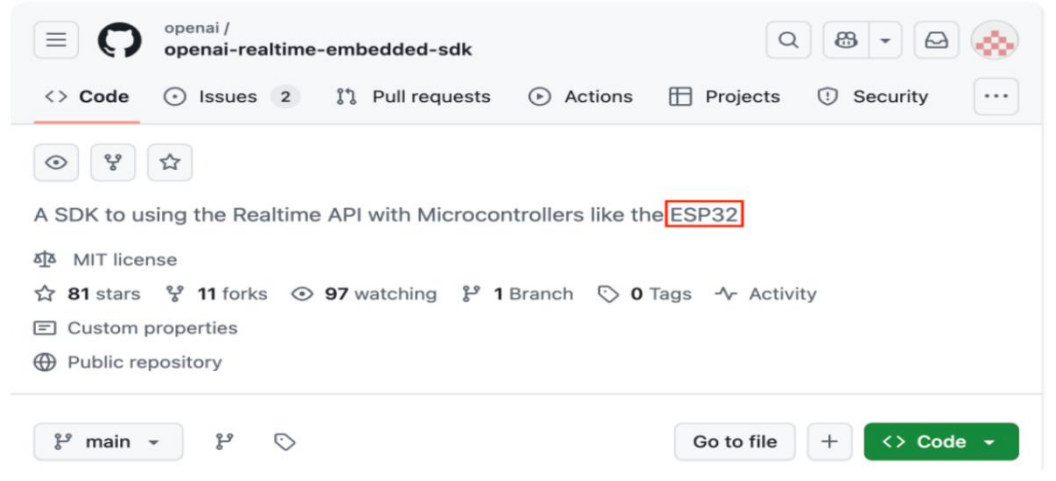 openai /
openai-realtime-embedded-sdk
Code Issues 2 Pull requests Actions Projects Security ...
A SDK to using the Realtime API with Microcontrollers like the ESP32
MIT license
81 stars 11 forks 97 watching 1 Branch 0 Tags Activity
Custom properties
Public repository
main Go to file + Code